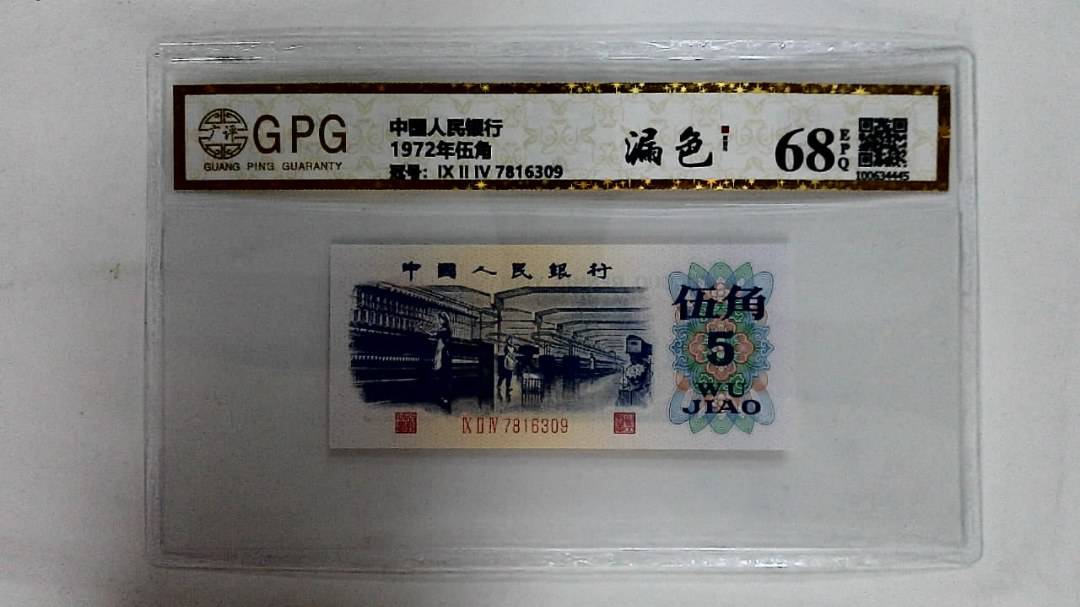 广评
GPG
GUANG PING GUARANTY
中国人民银行
1972年伍角
冠号: IX II IV 7816309
漏色
68
EPQ
100634445
中國人民銀行
伍角
5
WU
JIAO
IX II IV 7816309